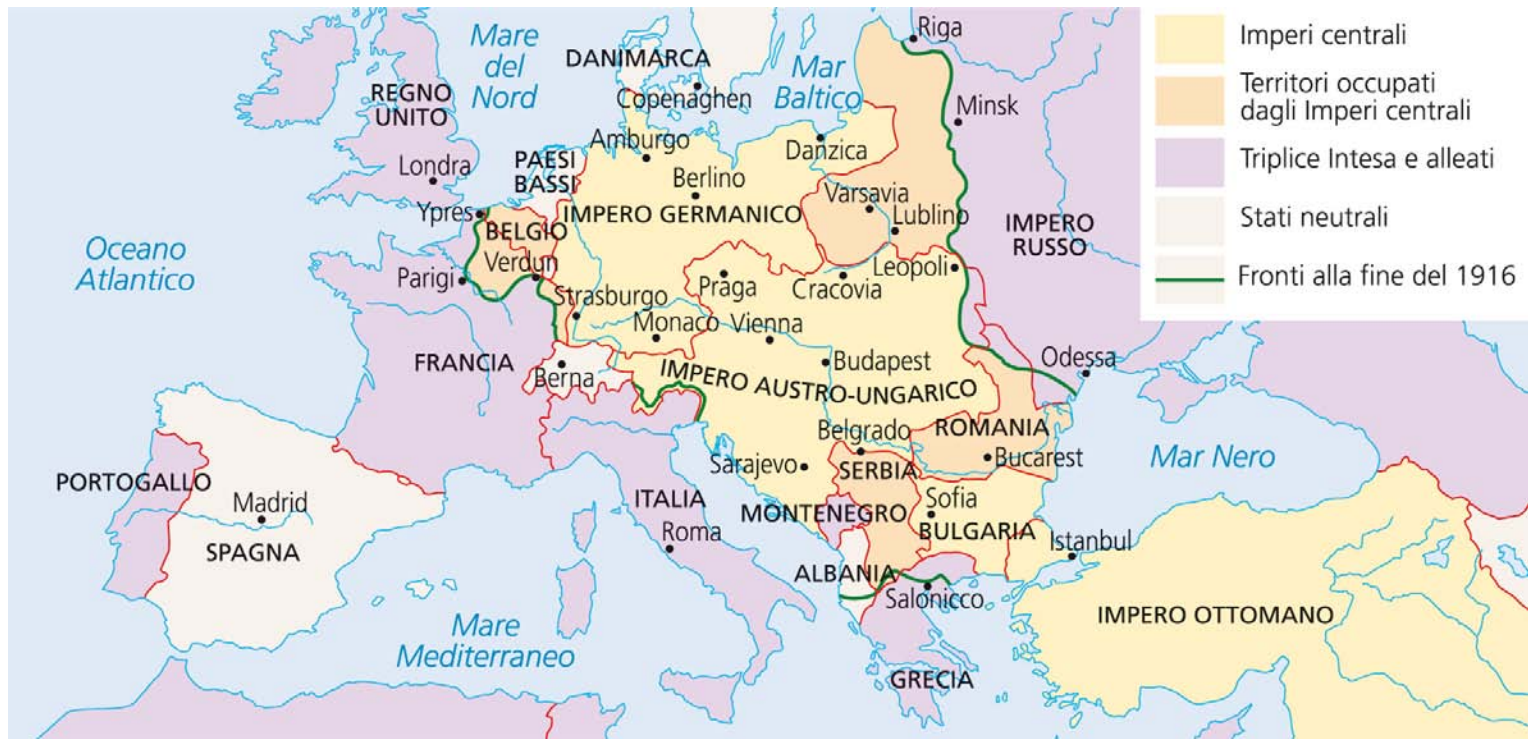 Mare
del
Nord
DANIMARCA
Copenaghen
Mar
Baltico
Riga
Minsk
REGNO
UNITO
Londra
PAESI
BASSI
Amburgo
Berlino
Danzica
Varsavia
Lublino
IMPERO
RUSSO
Ypres
BELGIO
IMPERO GERMANICO
Oceano
Atlantico
Parigi
Verdun
Strasburgo
Praga
Cracovia
Leopoli
Monaco
Vienna
Budapest
Odessa
FRANCIA
Berna
IMPERO AUSTRO-UNGARICO
Belgrado
ROMANIA
Bucarest
Mar Nero
Sarajevo
SERBIA
PORTOGALLO
Madrid
SPAGNA
ITALIA
Roma
MONTENEGRO
Sofia
BULGARIA
Istanbul
ALBANIA
Salonicco
IMPERO OTTOMANO
Mare
Mediterraneo
GRECIA
Imperi centrali
Territori occupati
dagli Imperi centrali
Triplice Intesa e alleati
Stati neutrali
Fronti alla fine del 1916